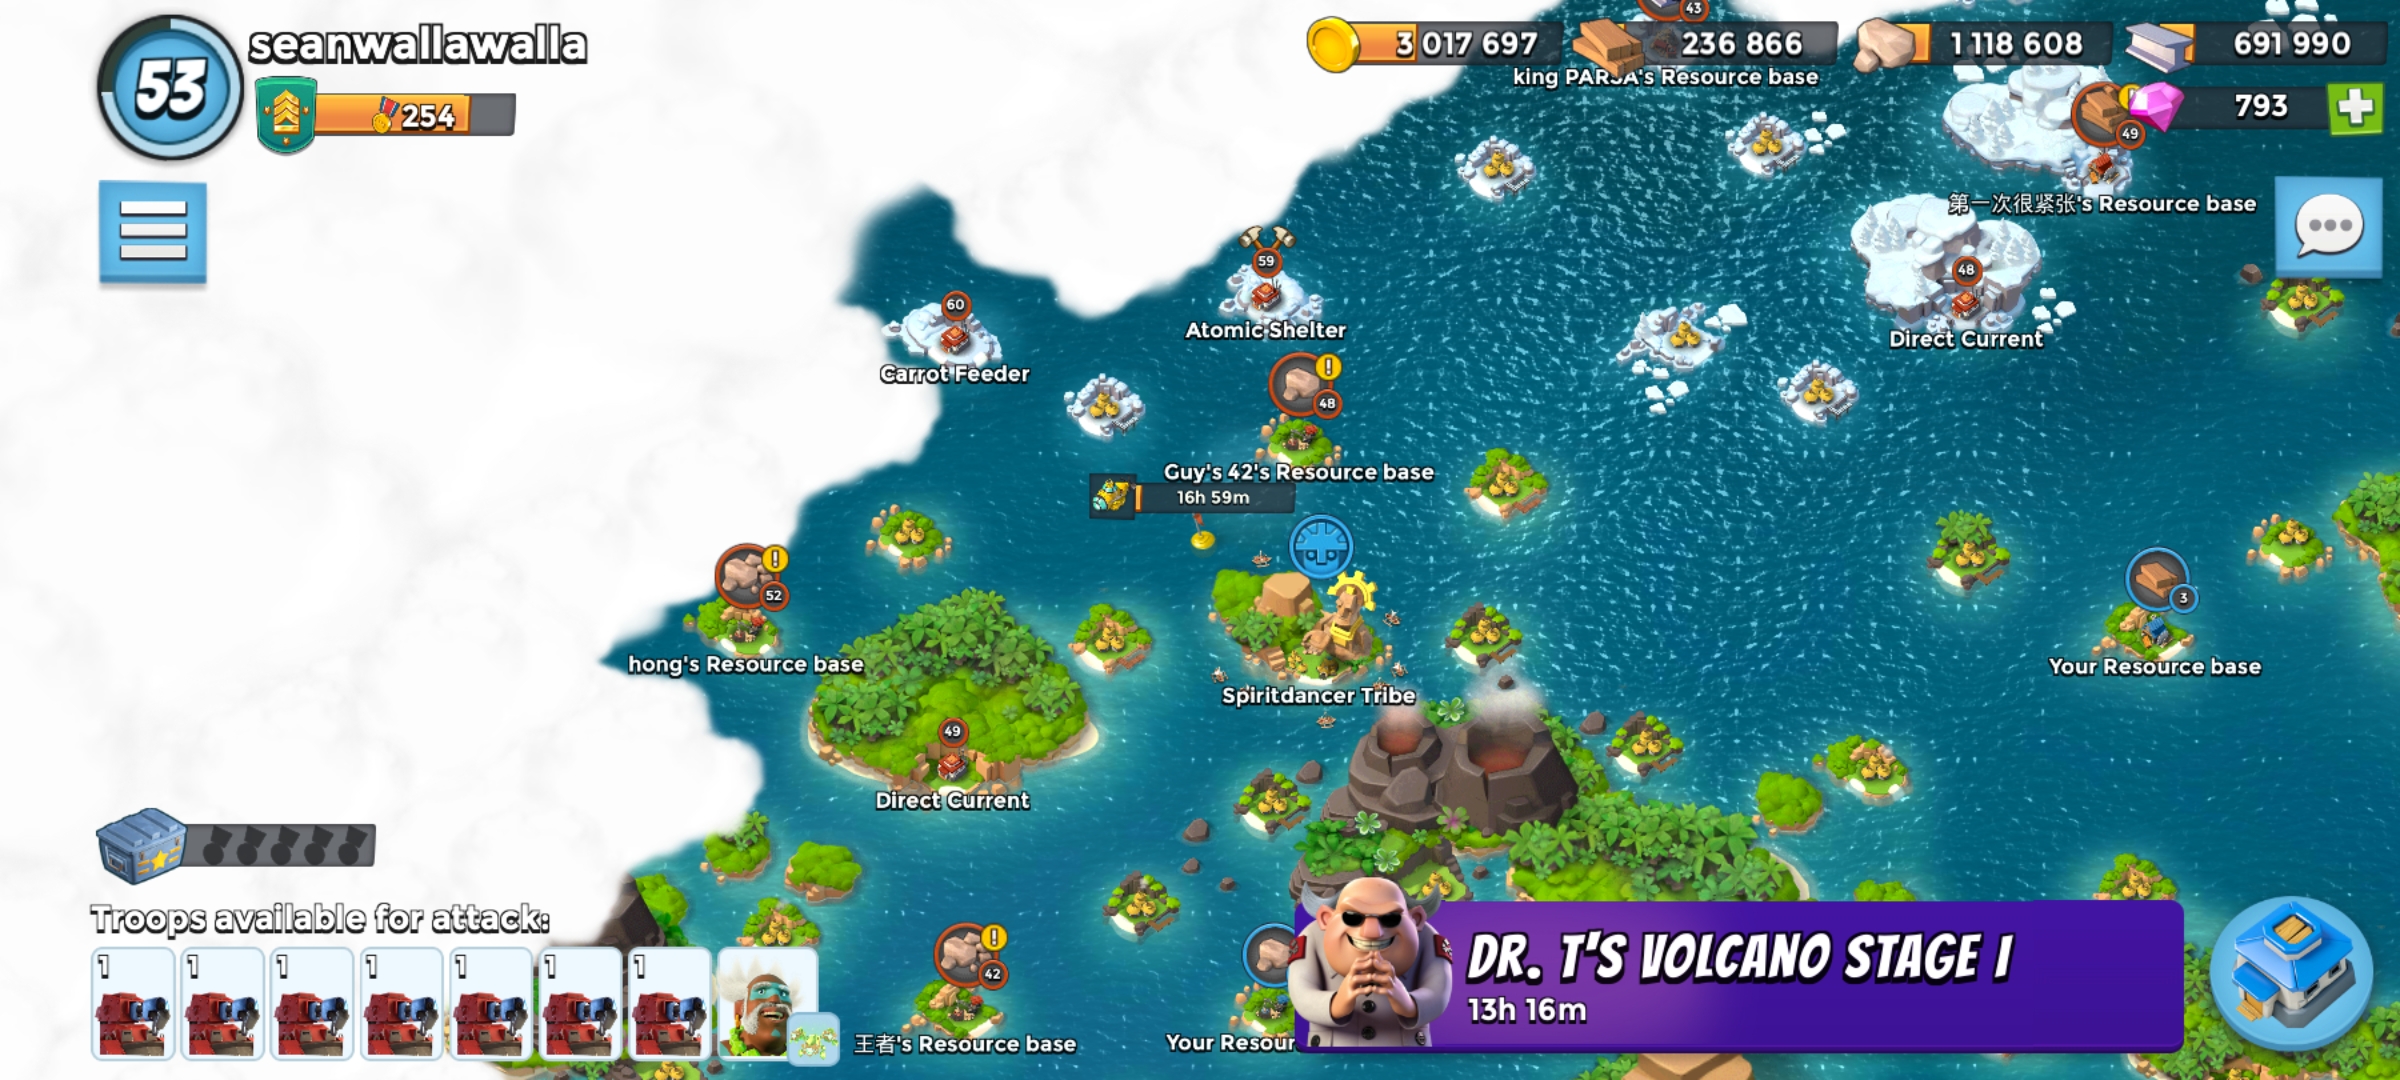 53
seanwallawalla
254
3 017 697
236 866
1 118 608
691 990
43
king PARSA's Resource base
793
49
第一次很紧张's Resource base
59
Atomic Shelter
60
Carrot Feeder
48
Direct Current
!
48
Guy's 42's Resource base
16h 59m
!
52
hong's Resource base
3
Your Resource base
Spiritdancer Tribe
49
Direct Current
Troops available for attack:
1
1
1
1
1
1
1
!
42
王者's Resource base
Your Resour
DR. T'S VOLCANO STAGE I
13h 16m